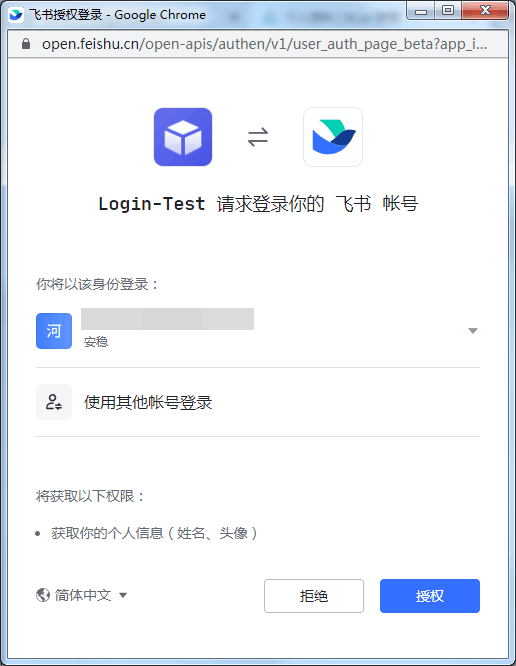 飞书授权登录 - Google Chrome
open.feishu.cn/open-apis/authen/v1/user_auth_page_beta?app_i...
Login-Test 请求登录你的 飞书 帐号
你将以该身份登录：
河
安稳
使用其他帐号登录
将获取以下权限：
• 获取你的个人信息（姓名、头像）
简体中文
拒绝
授权